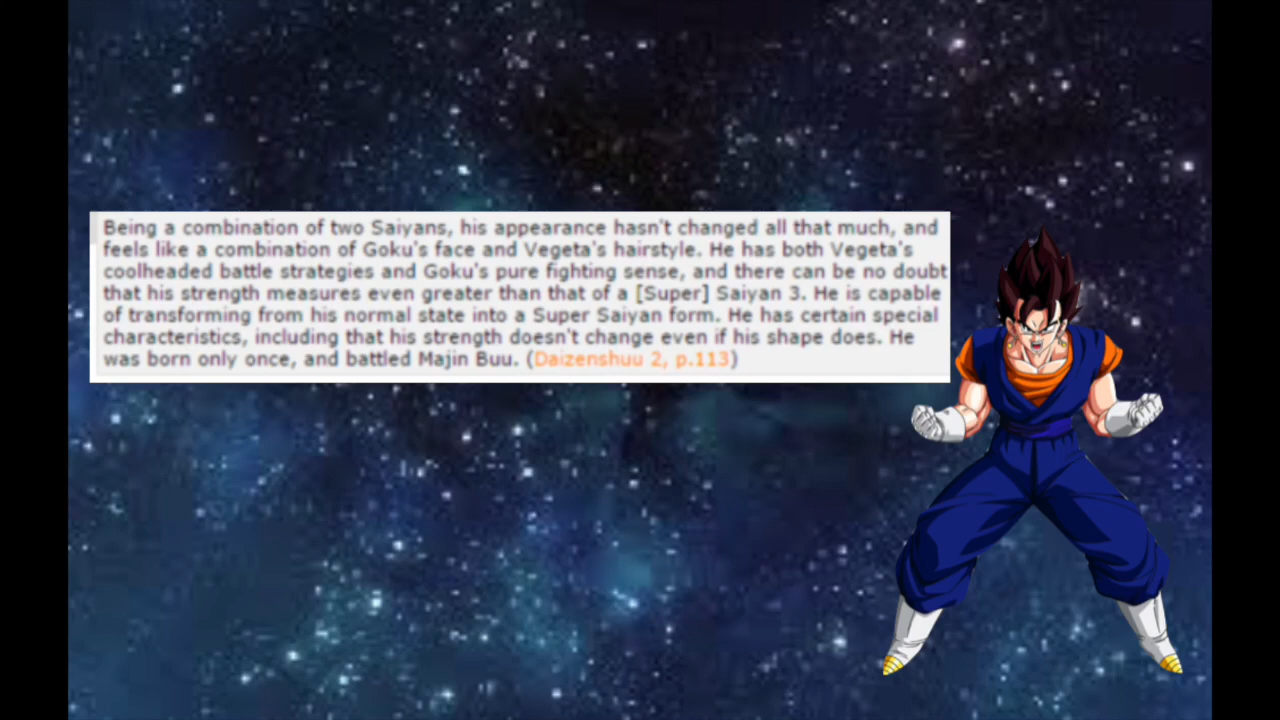 Being a combination of two Saiyans, his appearance hasn't changed all that much, and
feels like a combination of Goku's face and Vegeta's hairstyle. He has both Vegeta's
coolheaded battle strategies and Goku's pure fighting sense, and there can be no doubt
that his strength measures even greater than that of a [Super] Saiyan 3. He is capable
of transforming from his normal state into a Super Saiyan form. He has certain special
characteristics, including that his strength doesn't change even if his shape does. He
was born only once, and battled Majin Buu. (Daizenshuu 2, p.113)